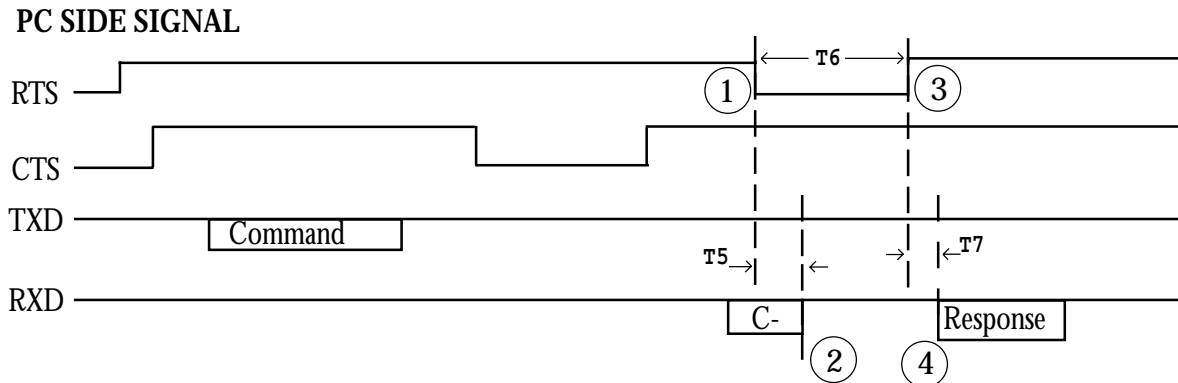 PC SIDE SIGNAL
RTS
1
T6
3
CTS
TXD
Command
T5
T7
RXD
C-
Response
2
4